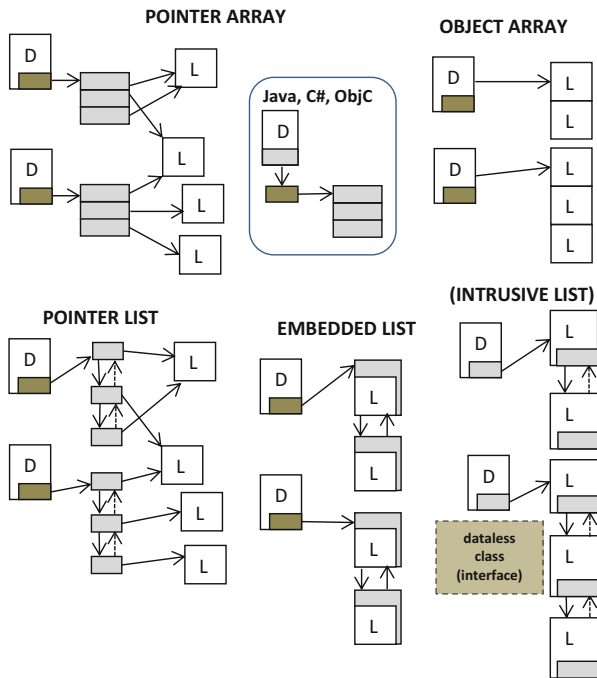 POINTER ARRAY
OBJECT ARRAY
D
L
L
D
L
L
Java, C#, ObjC
D
D
L
L
L
L
D
L
L
L
POINTER LIST
EMBEDDED LIST
(INTRUSIVE LIST)
D
L
L
D
L
L
D
L
L
D
L
L
D
L
L
D
L
L
L
dataless
class
(interface)